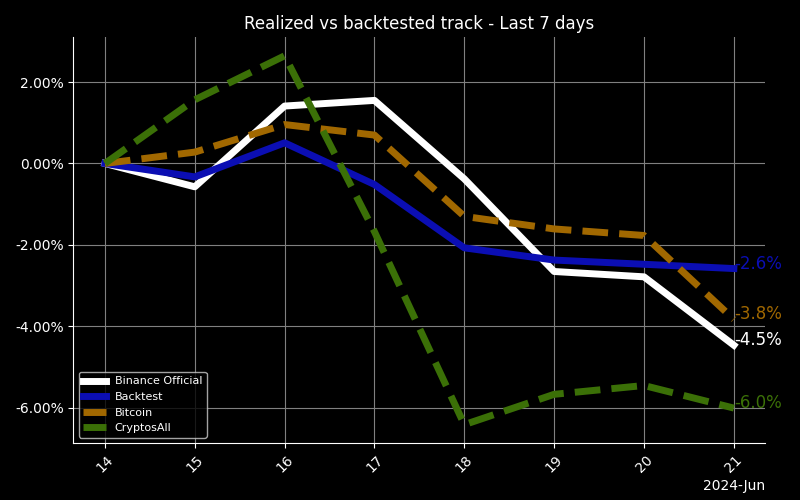 Realized vs backtested track - Last 7 days
2.00%
0.00%
-2.00%
-4.00%
-6.00%
-2.6%
-3.8%
-4.5%
-6.0%
Binance Official
Backtest
Bitcoin
CryptosAll
14
15
16
17
18
19
20
21
2024-Jun